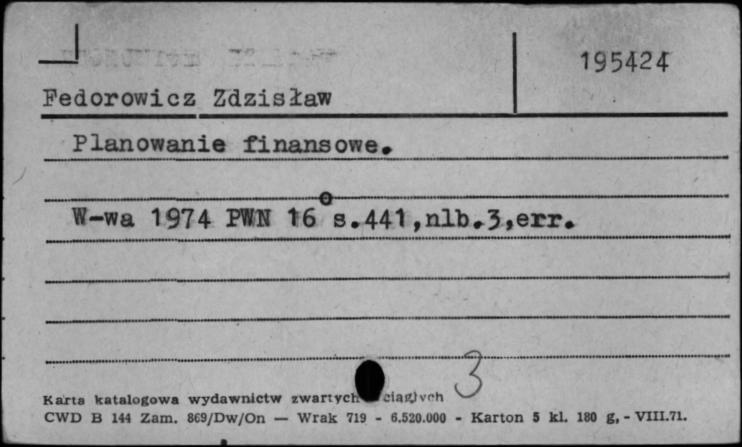 195424
Fedorowicz Zdzisław
Planowanie finansowe.
W-wa 1974 PWN 16° s.441,nlb.3,err.
3
Karta katalogowa wydawnictw zwartych ciągłych
CWD B 144 Zam. 869/Dw/On — Wrak 719 - 6.520.000 - Karton 5 kl. 180 g, - VIII.71.